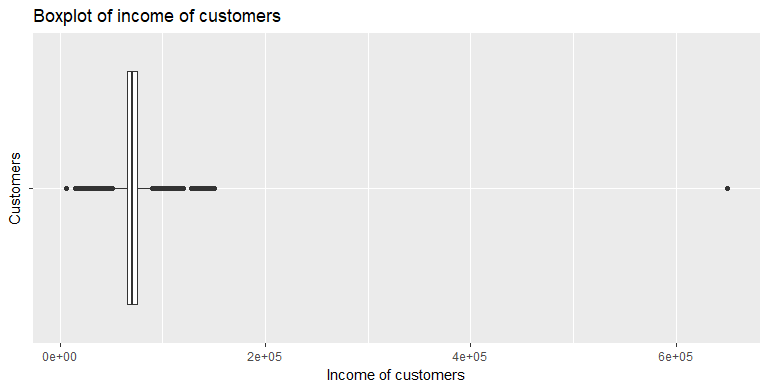 Boxplot of income of customers
Customers
0e+00 2e+05 4e+05 6e+05
Income of customers